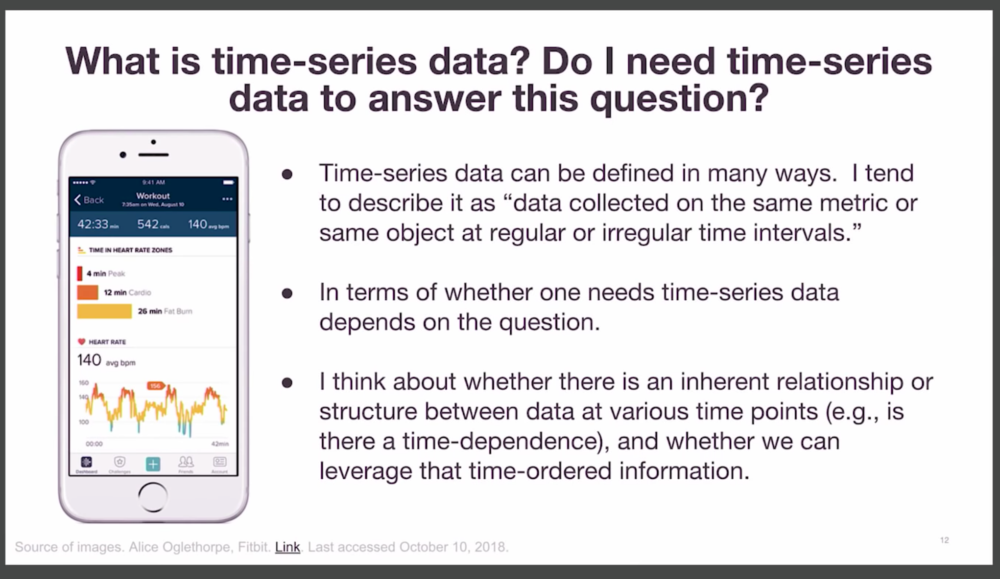 What is time-series data? Do I need time-series
data to answer this question?
9:41 AM
Back
Workout
7:35am on Wed, August 10
42:33 min
542 cals
140 avg bpm
TIME IN HEART RATE ZONES
4 min Peak
12 min Cardio
26 min Fat Burn
HEART RATE
140 avg bpm
160
156
140
100
00:00
42min
Dashboard
Challenges
Friends
Account
● Time-series data can be defined in many ways.  I tend
to describe it as “data collected on the same metric or
same object at regular or irregular time intervals.”
● In terms of whether one needs time-series data
depends on the question.
● I think about whether there is an inherent relationship or
structure between data at various time points (e.g., is
there a time-dependence), and whether we can
leverage that time-ordered information.
Source of images. Alice Oglethorpe, Fitbit. Link. Last accessed October 10, 2018.
12